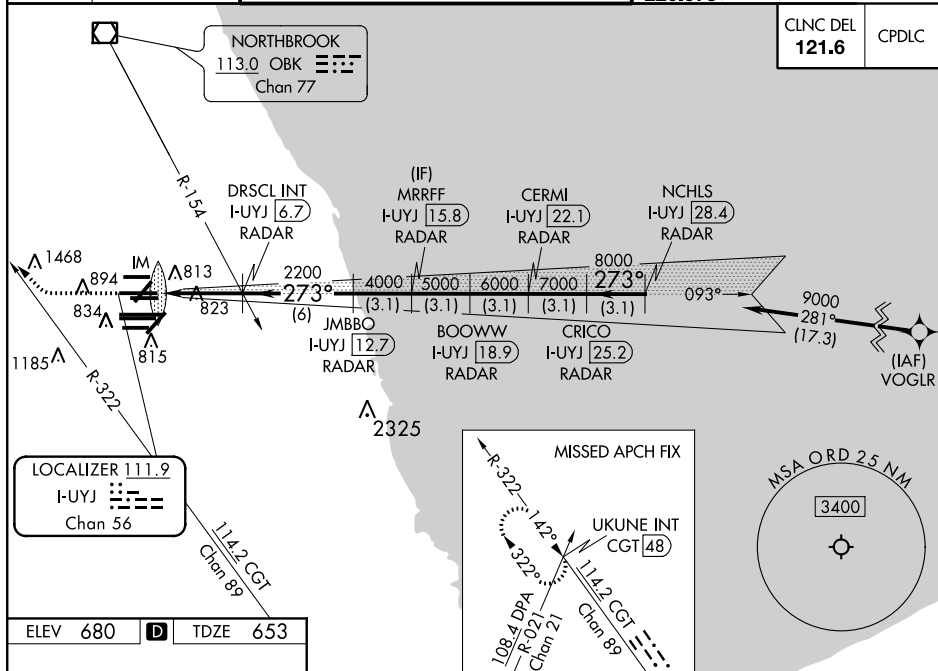 CLNC DEL
121.6
CPDLC
NORTHBROOK
113.0 OBK
Chan 77
R-154
DRSCL INT
I-UYJ 6.7
RADAR
(IF)
MRRFF
I-UYJ 15.8
RADAR
CERMI
I-UYJ 22.1
RADAR
NCHLS
I-UYJ 28.4
RADAR
1468
894
IM
813
834
823
815
1185
2200
273°
(6)
4000
(3.1)
5000
(3.1)
6000
(3.1)
7000
(3.1)
8000
273°
(3.1)
093°
9000
281°
(17.3)
(IAF)
VOGLR
JMBBO
I-UYJ 12.7
RADAR
BOOWW
I-UYJ 18.9
RADAR
CRICO
I-UYJ 25.2
RADAR
R-322
2325
LOCALIZER 111.9
I-UYJ
Chan 56
114.2 CGT
Chan 89
MISSED APCH FIX
R-322
142°
322°
UKUNE INT
CGT 48
114.2 CGT
Chan 89
108.4 DPA
R-021
Chan 21
MSA ORD 25 NM
3400
ELEV 680 D TDZE 653